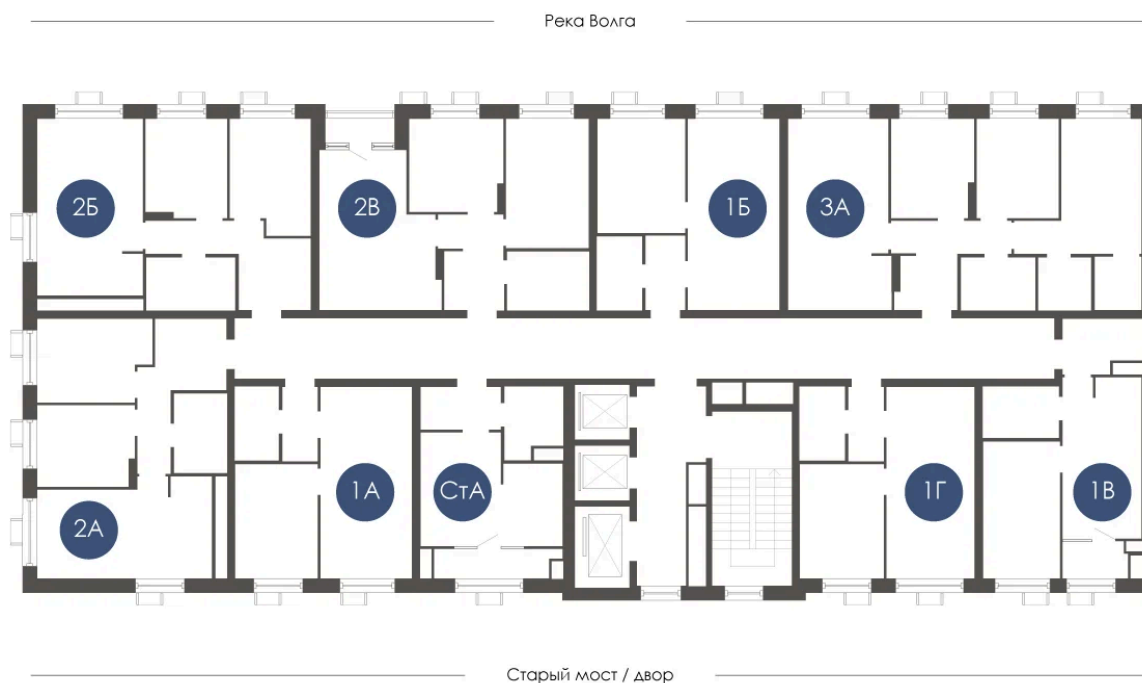 Река Волга
2Б
2В
1Б
3А
2А
1А
СтА
1Г
1В
Старый мост / двор